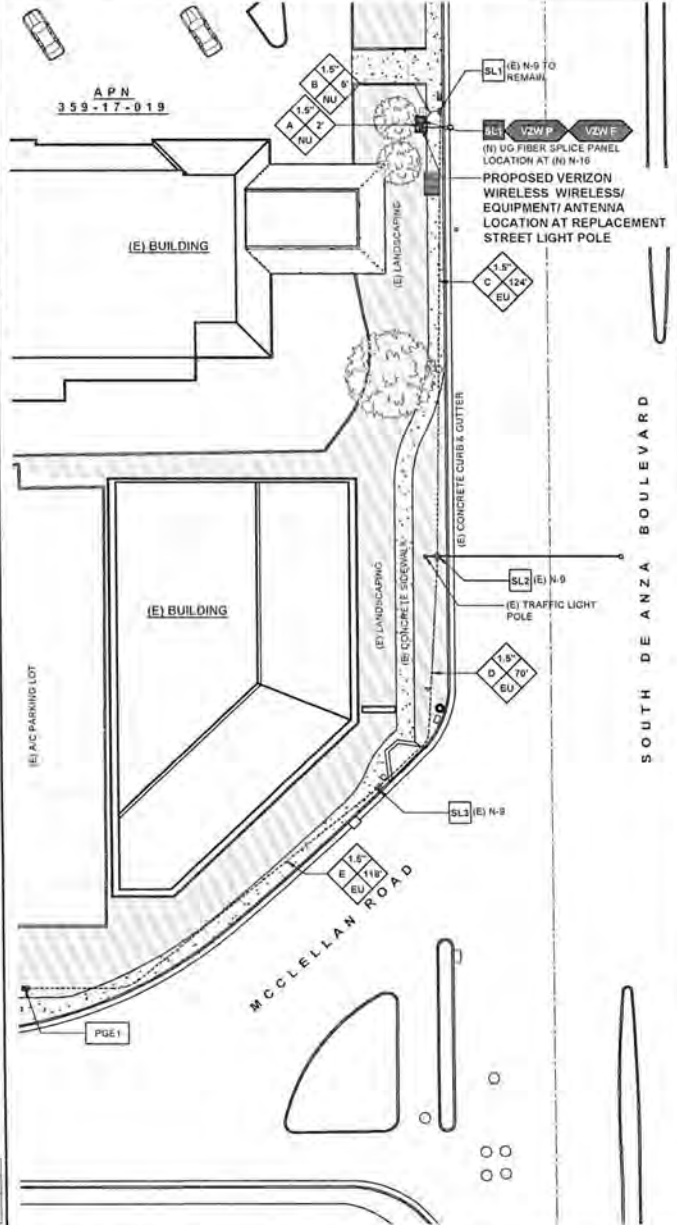 APN
359-17-019
1.5"
B 5'
NU
1.5"
A 2'
NU
SL1 (E) N-9 TO
REMAIN
SL1 VZW P VZW F
(N) UG FIBER SPLICE PANEL
LOCATION AT (N) N-16
PROPOSED VERIZON
WIRELESS WIRELESS/
EQUIPMENT/ ANTENNA
LOCATION AT REPLACEMENT
STREET LIGHT POLE
(E) BUILDING
(E) LANDSCAPING
1.5"
C 124'
EU
(E) CONCRETE CURB & GUTTER
SOUTH DE ANZA BOULEVARD
SL2 (E) N-9
(E) TRAFFIC LIGHT
POLE
(E) BUILDING
(E) LANDSCAPING
(E) CONCRETE SIDEWALK
(E) A/C PARKING LOT
1.5"
D 70'
EU
SL3 (E) N-9
1.5"
E 118'
EU
MCCLELLAN ROAD
PGE1